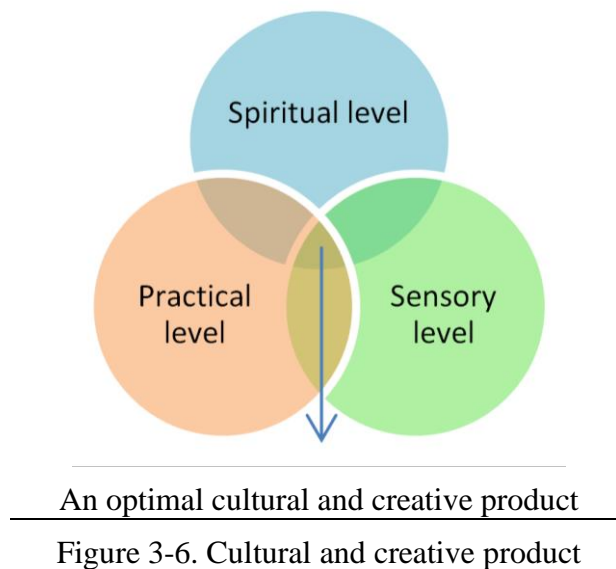 Spiritual level
Practical
level
Sensory
level
An optimal cultural and creative product
Figure 3-6. Cultural and creative product